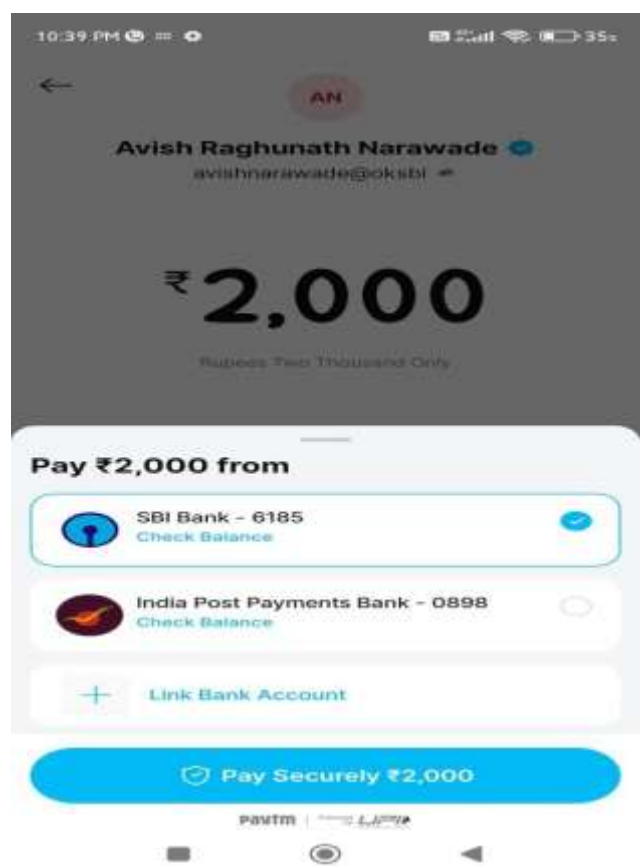 10:39 PM
35%
AN
Avish Raghunath Narawade
avishnarawade@oksbi
₹2,000
Rupees Two Thousand Only
Pay ₹2,000 from
SBI Bank - 6185
Check Balance
India Post Payments Bank - 0898
Check Balance
Link Bank Account
Pay Securely ₹2,000
paytm UPI